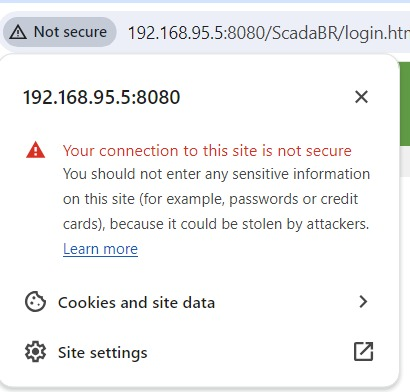 Not secure 192.168.95.5:8080/ScadaBR/login.htm
192.168.95.5:8080
Your connection to this site is not secure
You should not enter any sensitive information
on this site (for example, passwords or credit
cards), because it could be stolen by attackers.
Learn more
Cookies and site data
Site settings